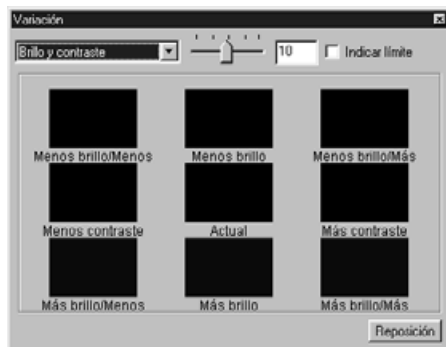 Variación
Brillo y contraste 10 Indicar límite
Menos brillo/Menos Menos brillo Menos brillo/Más
Menos contraste Actual Más contraste
Más brillo/Menos Más brillo Más brillo/Más
Reposición